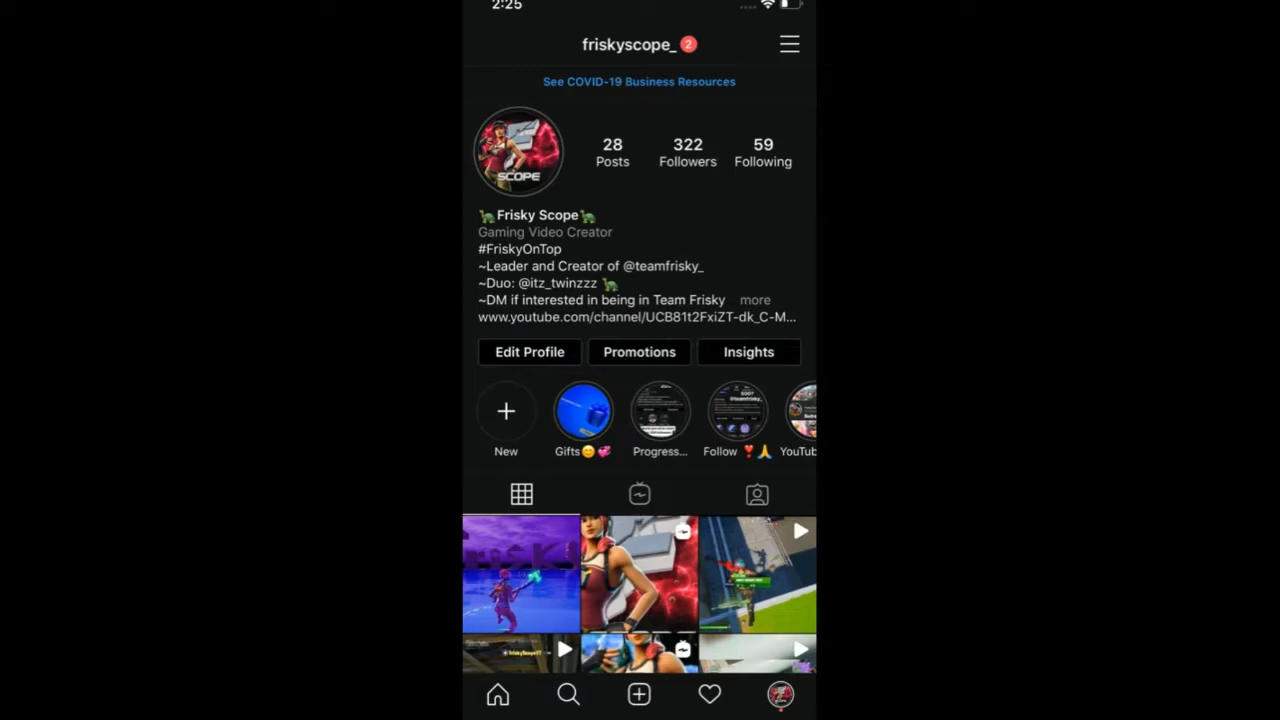 2:25
friskyscope_ 2
See COVID-19 Business Resources
SCOPE
28 322 59
Posts Followers Following
🐢Frisky Scope🐢
Gaming Video Creator
#FriskyOnTop
~Leader and Creator of @teamfrisky_
~Duo: @itz_twinzzz 🐢
~DM if interested in being in Team Frisky more
www.youtube.com/channel/UCB81t2FxiZT-dk_C-M...
Edit Profile Promotions Insights
New Gifts😊💞 Progress... Follow ❣️🙏 YouTub